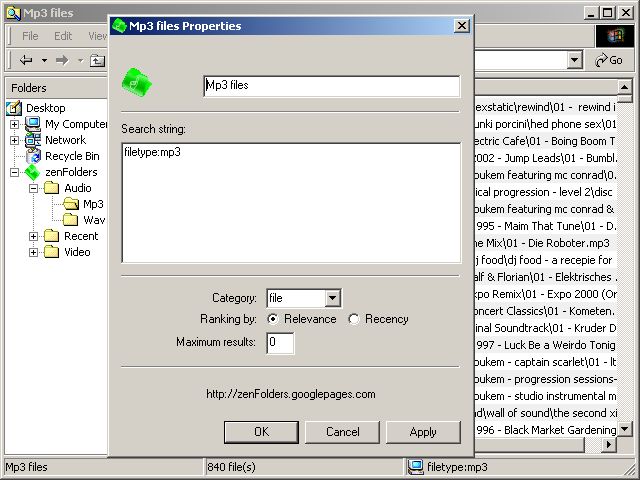 Mp3 files
Mp3 files Properties
File Edit View
Go
Folders
Desktop
My Computer
Network
Recycle Bin
zenFolders
Audio
Mp3
Wav
Recent
Video
Mp3 files
Search string:
filetype:mp3
Category: file
Ranking by: Relevance Recency
Maximum results: 0
http://zenFolders.googlepages.com
OK Cancel Apply
exstatic\rewind\01 - rewind i
unki porcini\hed phone sex\01
ectric Cafe\01 - Boing Boom T
2002 - Jump Leads\01 - Bumbl.
oukem featuring mc conrad\0.
ical progression - level 2\disc
oukem featuring mc conrad &
1995 - Maim That Tune\01 - D.
he Mix\01 - Die Roboter.mp3
dj food\dj food - a recepie for
alf & Florian\01 - Elektrisches .
xpo Remix\01 - Expo 2000 (Or
oncert Classics\01 - Kometen.
ginal Soundtrack\01 - Kruder D
1997 - Luck Be a Weirdo Tonig
oukem - captain scarlet\01 - lt
oukem - progression sessions-
oukem - studio instrumental m
nd\wall of sound\the second xi
1996 - Black Market Gardening
Mp3 files 840 file(s) filetype:mp3